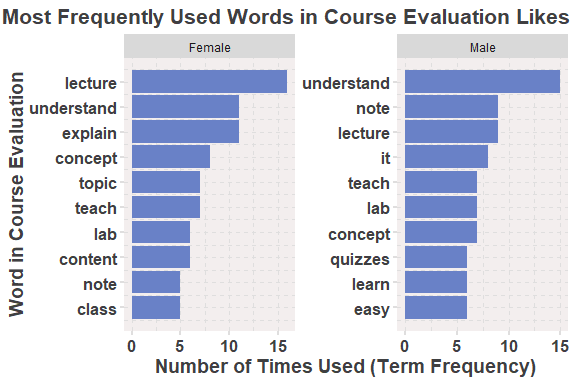 Most Frequently Used Words in Course Evaluation Likes
Female
Male
Word in Course Evaluation
lecture
understand
explain
concept
topic
teach
lab
content
note
class
0 5 10 15
understand
note
lecture
it
teach
lab
concept
quizzes
learn
easy
0 5 10 15
Number of Times Used (Term Frequency)